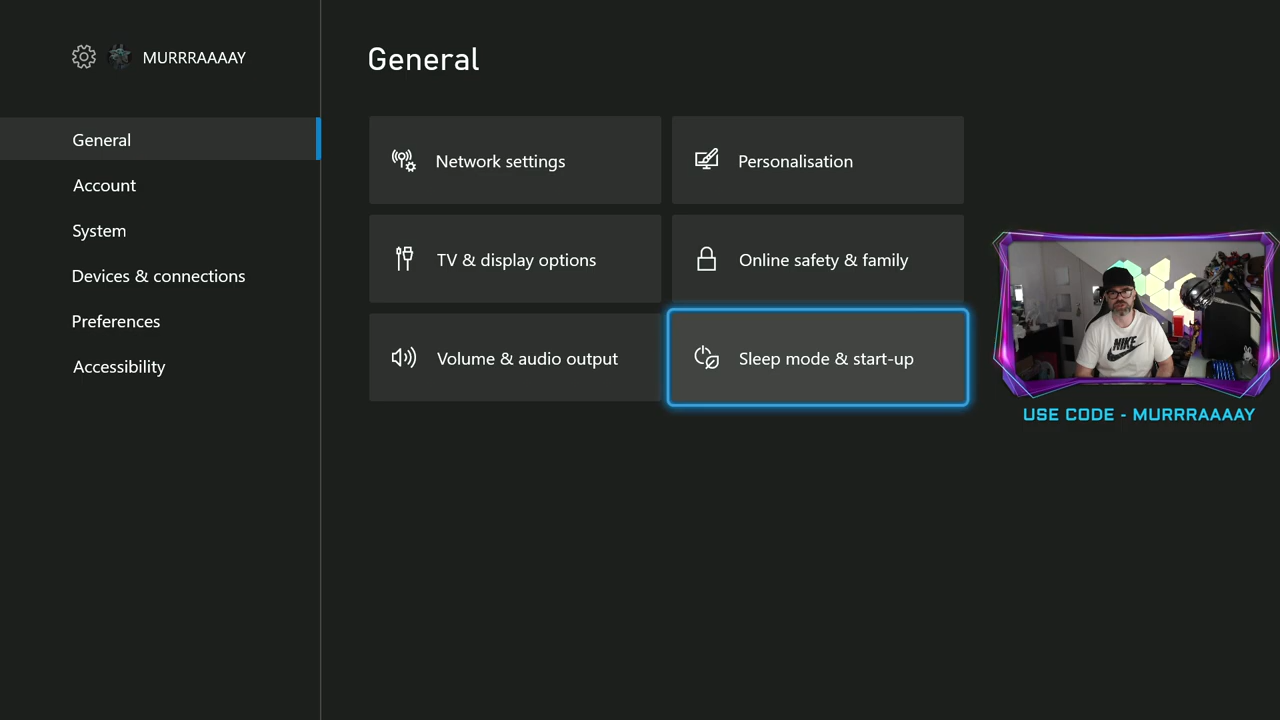 MURRRAAAAY
General
General
Account
System
Devices & connections
Preferences
Accessibility
Network settings
Personalisation
TV & display options
Online safety & family
Volume & audio output
Sleep mode & start-up
NIKE
USE CODE - MURRRAAAAY